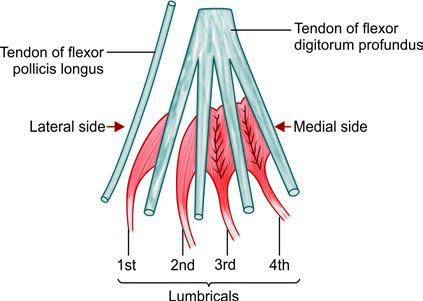 Tendon of flexor
pollicis longus
Tendon of flexor
digitorum profundus
Lateral side
Medial side
1st 2nd 3rd 4th
Lumbricals